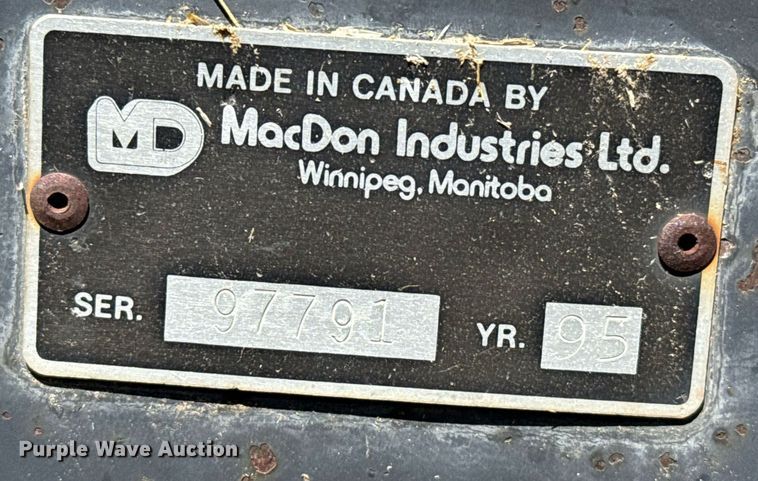 MADE IN CANADA BY
MD MacDon Industries Ltd.
Winnipeg, Manitoba
SER. 97791 YR. 95
Purple Wave Auction